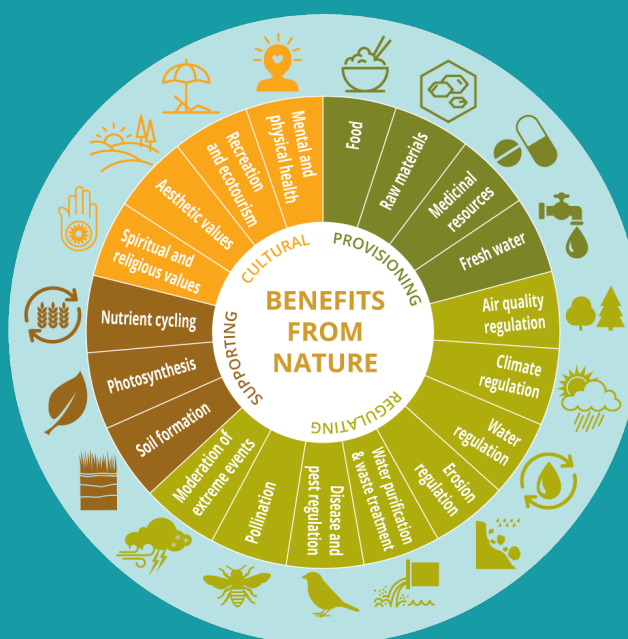 BENEFITS
FROM
NATURE
PROVISIONING
Food
Raw materials
Medicinal
resources
Fresh water
REGULATING
Air quality
regulation
Climate
regulation
Water
regulation
Erosion
regulation
Water purification
& waste treatment
Disease and
pest regulation
Pollination
Moderation of
extreme events
SUPPORTING
Soil formation
Photosynthesis
Nutrient cycling
CULTURAL
Spiritual and
religious values
Aesthetic values
Recreation
and ecotourism
Mental and
physical health